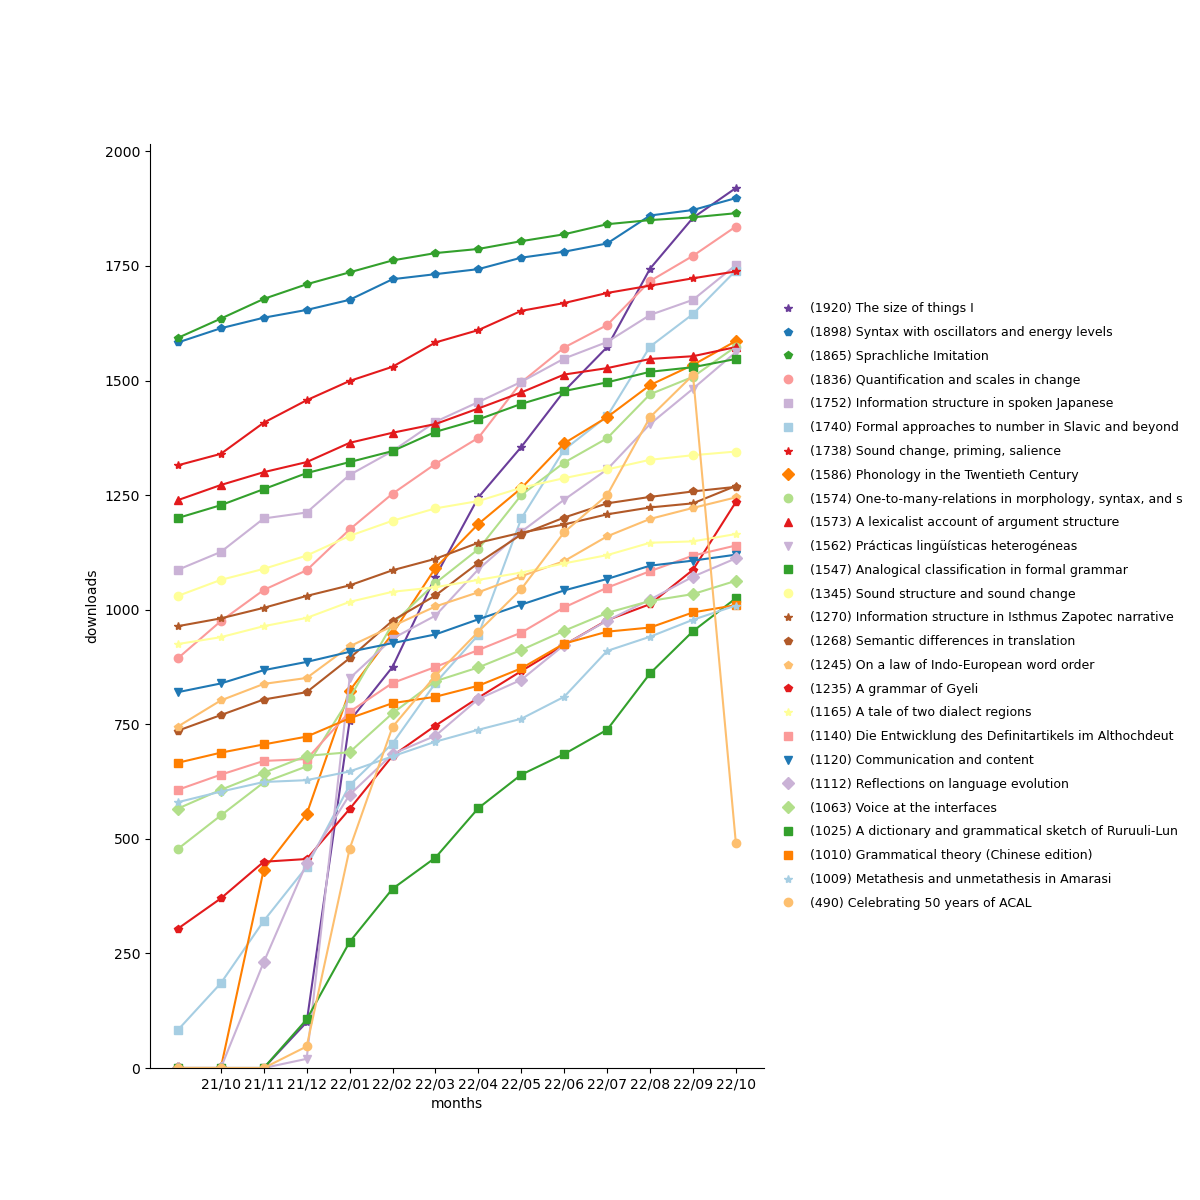 2000
1750
1500
1250
1000
750
500
250
0
downloads
21/10 21/11 21/12 22/01 22/02 22/03 22/04 22/05 22/06 22/07 22/08 22/09 22/10
months
(1920) The size of things I
(1898) Syntax with oscillators and energy levels
(1865) Sprachliche Imitation
(1836) Quantification and scales in change
(1752) Information structure in spoken Japanese
(1740) Formal approaches to number in Slavic and beyond
(1738) Sound change, priming, salience
(1586) Phonology in the Twentieth Century
(1574) One-to-many-relations in morphology, syntax, and s
(1573) A lexicalist account of argument structure
(1562) Prácticas lingüísticas heterogéneas
(1547) Analogical classification in formal grammar
(1345) Sound structure and sound change
(1270) Information structure in Isthmus Zapotec narrative
(1268) Semantic differences in translation
(1245) On a law of Indo-European word order
(1235) A grammar of Gyeli
(1165) A tale of two dialect regions
(1140) Die Entwicklung des Definitartikels im Althochdeut
(1120) Communication and content
(1112) Reflections on language evolution
(1063) Voice at the interfaces
(1025) A dictionary and grammatical sketch of Ruruuli-Lun
(1010) Grammatical theory (Chinese edition)
(1009) Metathesis and unmetathesis in Amarasi
(490) Celebrating 50 years of ACAL